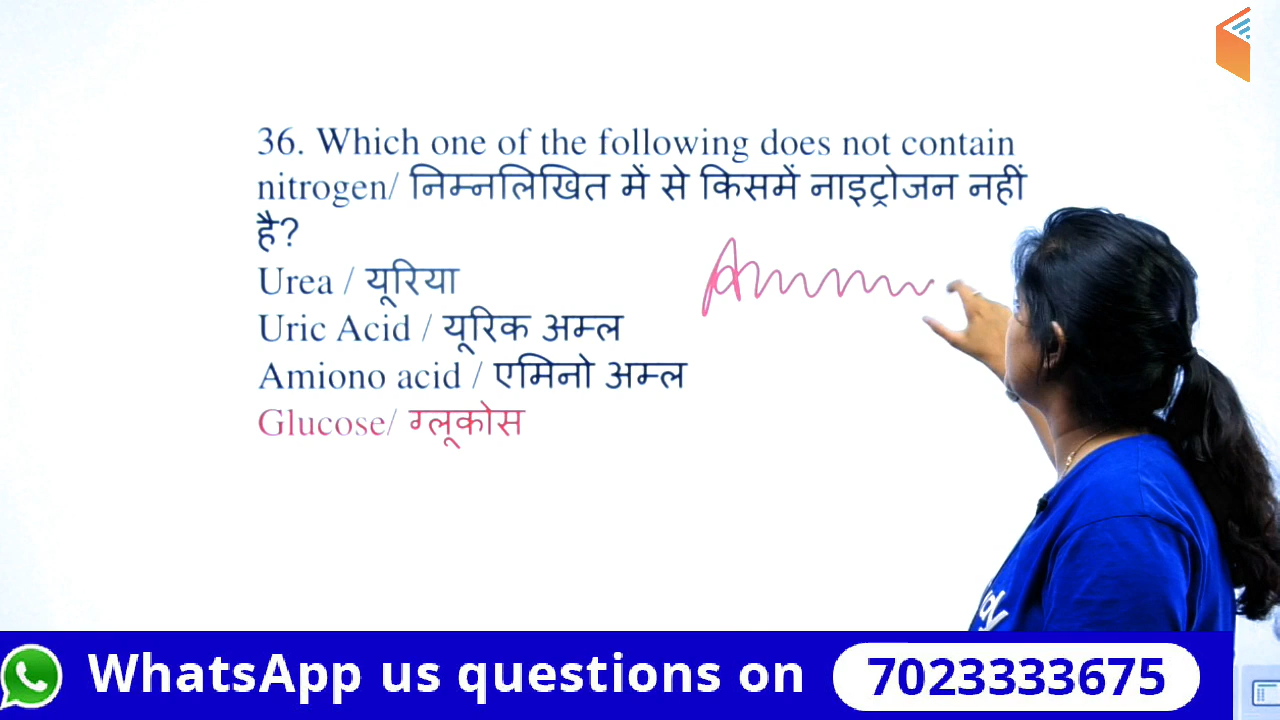 36. Which one of the following does not contain
nitrogen/ निम्नलिखित में से किसमें नाइट्रोजन नहीं
है?
Urea / यूरिया
Uric Acid / यूरिक अम्ल
Amiono acid / एमिनो अम्ल
Glucose/ ग्लूकोस
WhatsApp us questions on 7023333675